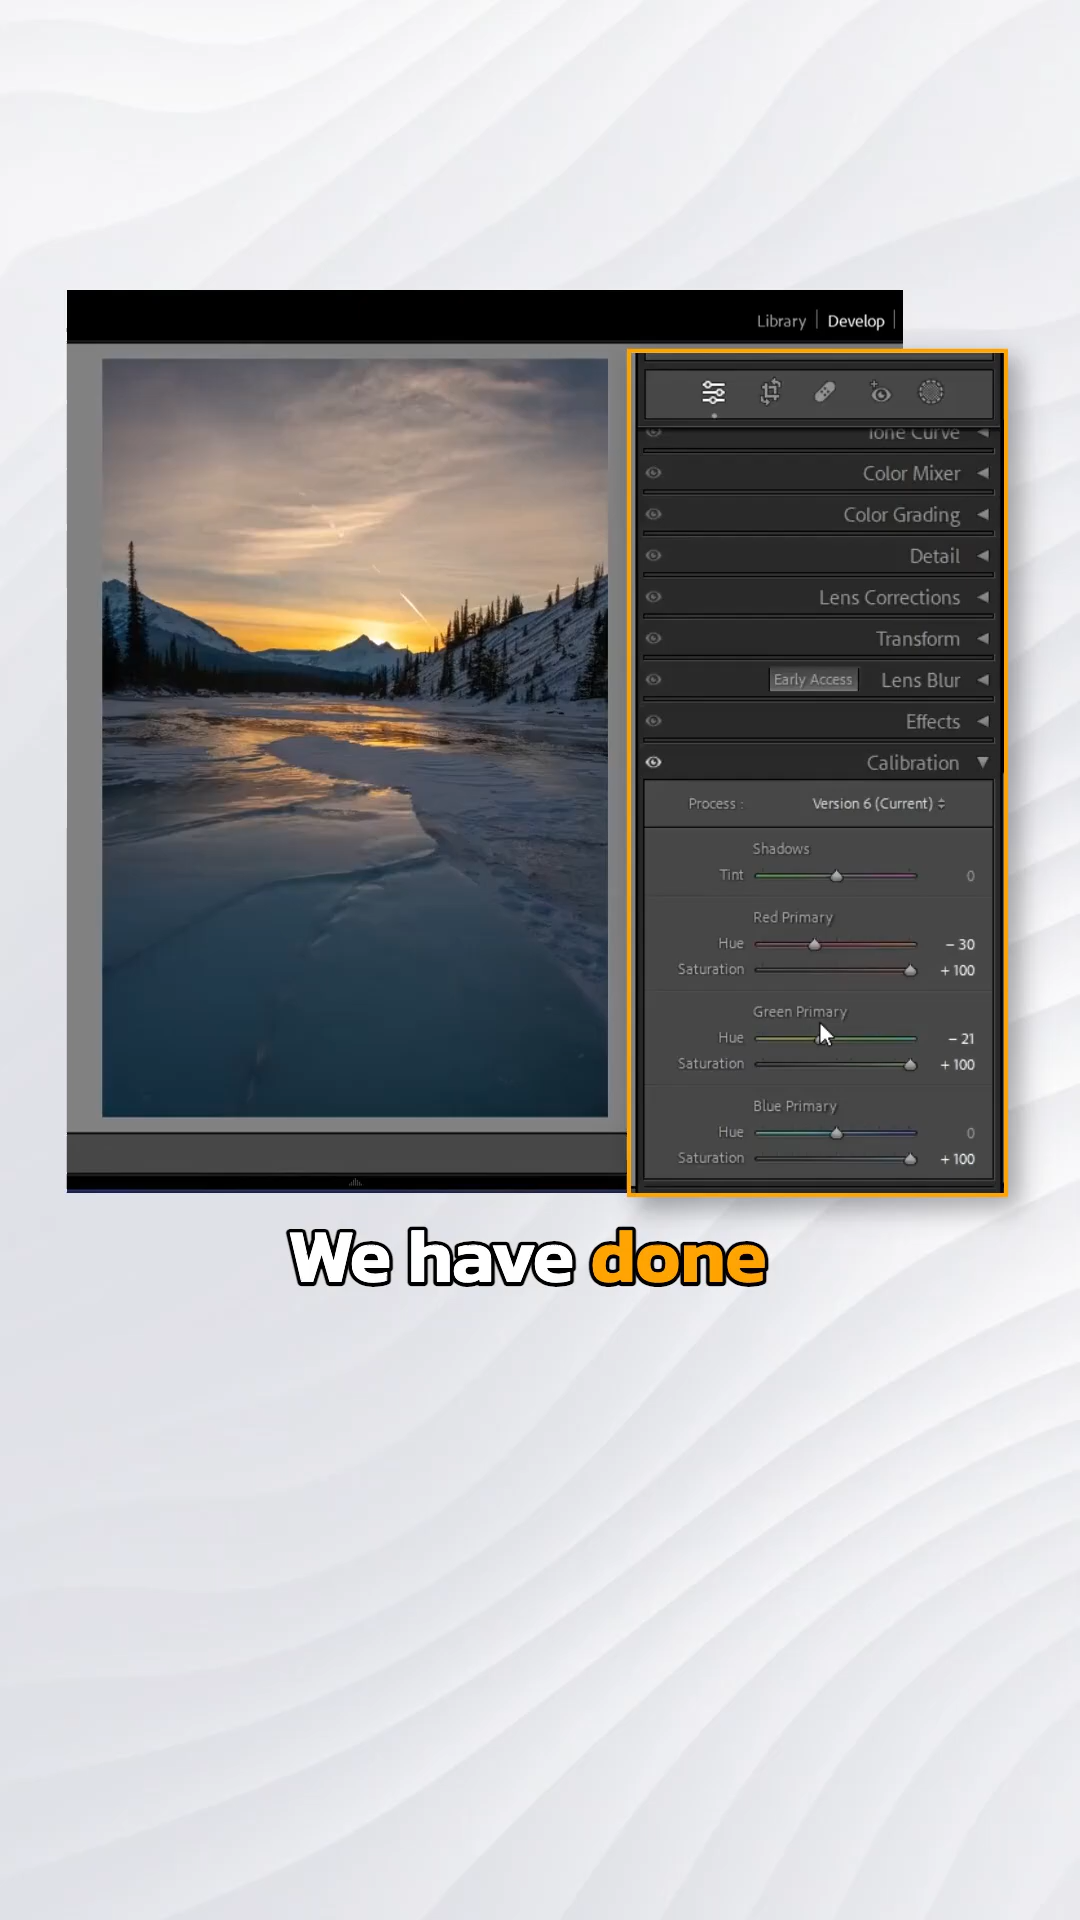 Library | Develop |
Tone Curve
Color Mixer
Color Grading
Detail
Lens Corrections
Transform
Early Access Lens Blur
Effects
Calibration
Process : Version 6 (Current)
Shadows
Tint 0
Red Primary
Hue – 30
Saturation + 100
Green Primary
Hue – 21
Saturation + 100
Blue Primary
Hue 0
Saturation + 100
We have done